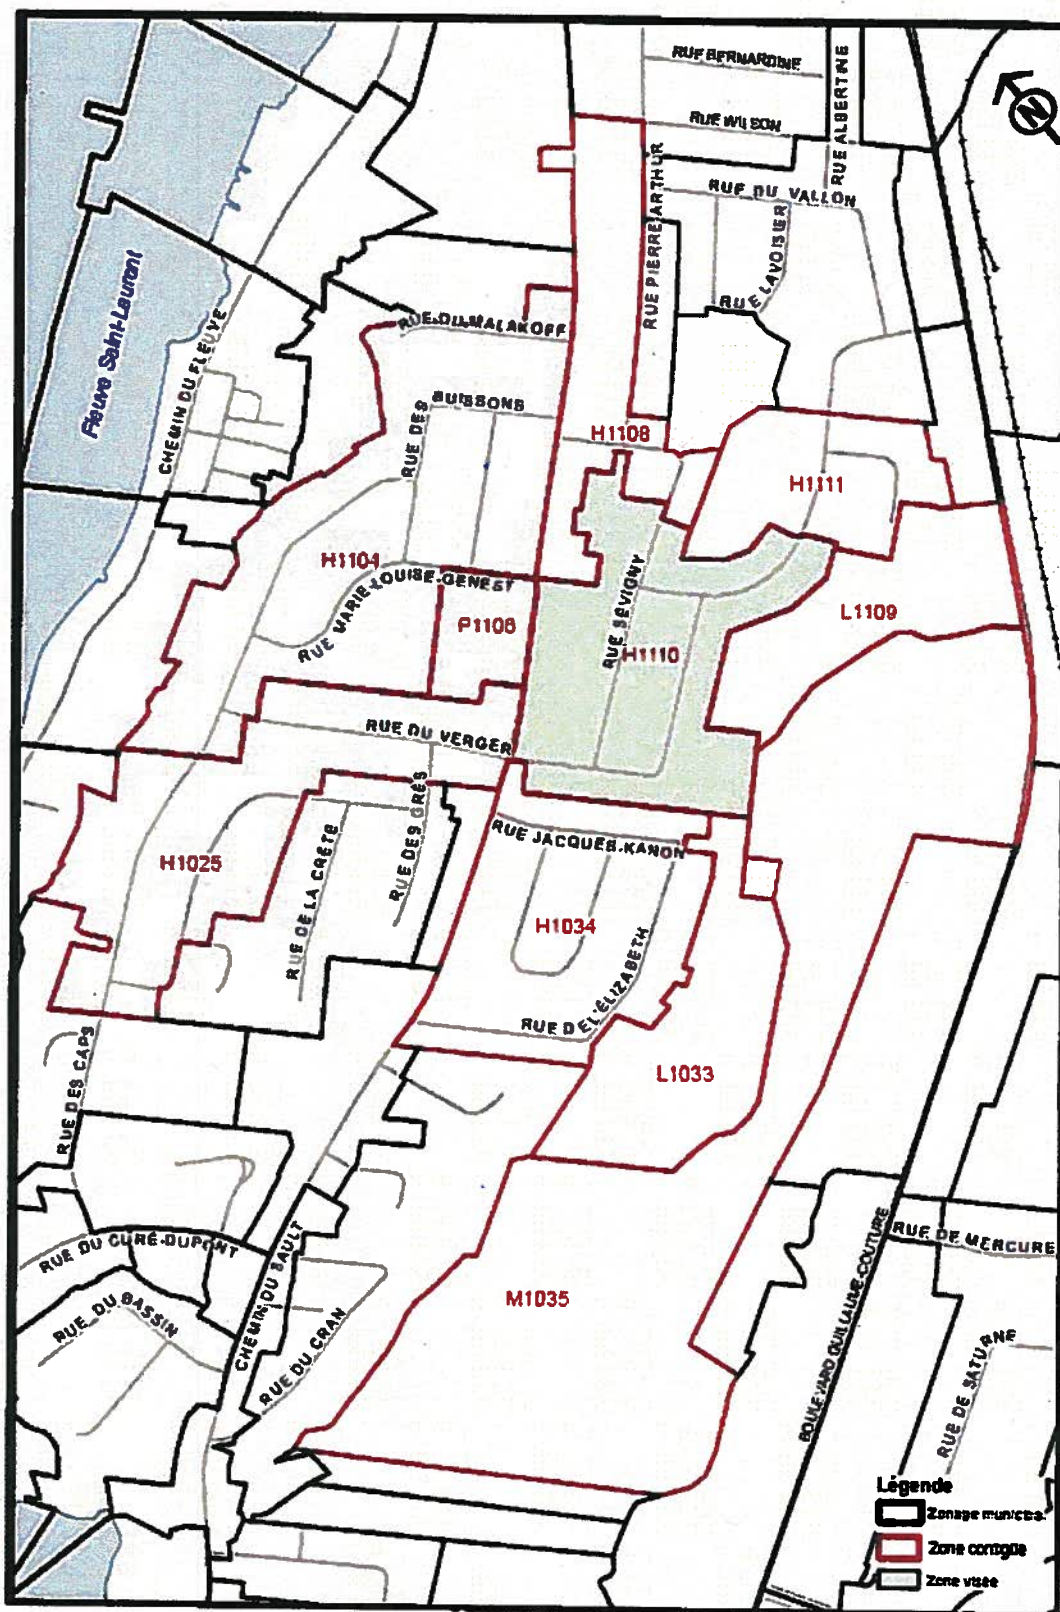 RUE BERNARDINE
RUE ALBERTINE
RUE WILSON
N
RUE PIERRE-ARTHUR
RUE DU VALLON
RUE LAVOISIER
Fleuve Saint-Laurent
CHEMIN DU FLEUVE
RUE DU MALAKOFF
RUE DES BUISSONS
H1108
H1111
H1104
RUE MARIE-LOUISE-GENEST
P1106
RUE SÉVIGNY
H1110
L1109
RUE DU VERGER
RUE JACQUES-KANON
H1025
RUE DE LA CRÊTE
RUE DES GRÈS
H1034
RUE DE L'ÉLIZABETH
L1033
RUE DES CAPS
RUE DU CURÉ-DUPONT
RUE DU BASSIN
CHEMIN DU SAULT
RUE DU CRAN
M1035
BOULEVARD GUILLAUME-COUTURE
RUE DE MERCURE
RUE DE SATURNE
Légende
Zonage municipal
Zone contigüe
Zone visée